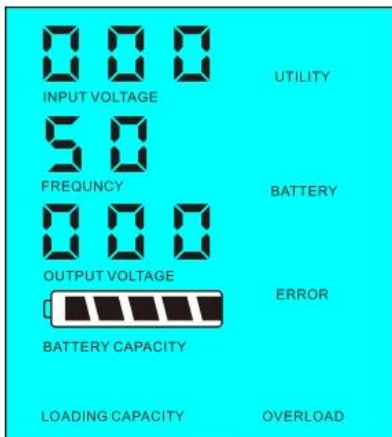 000
INPUT VOLTAGE
UTILITY
50
FREQUNCY
BATTERY
000
OUTPUT VOLTAGE
ERROR
BATTERY CAPACITY
LOADING CAPACITY
OVERLOAD